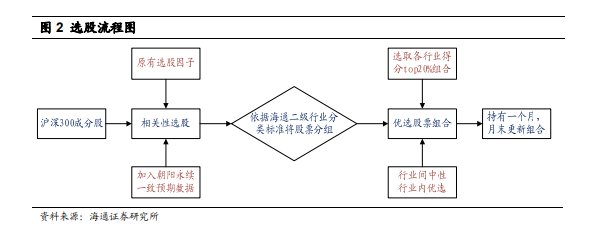 图 2 选股流程图
原有选股因子
选取各行业得
分top20%组合
沪深300成分股
相关性选股
依据海通二级行业分
类标准将股票分组
优选股票组合
持有一个月,
月末更新组合
加入朝阳永续
一致预期数据
行业间中性
行业内优选
资料来源：海通证券研究所